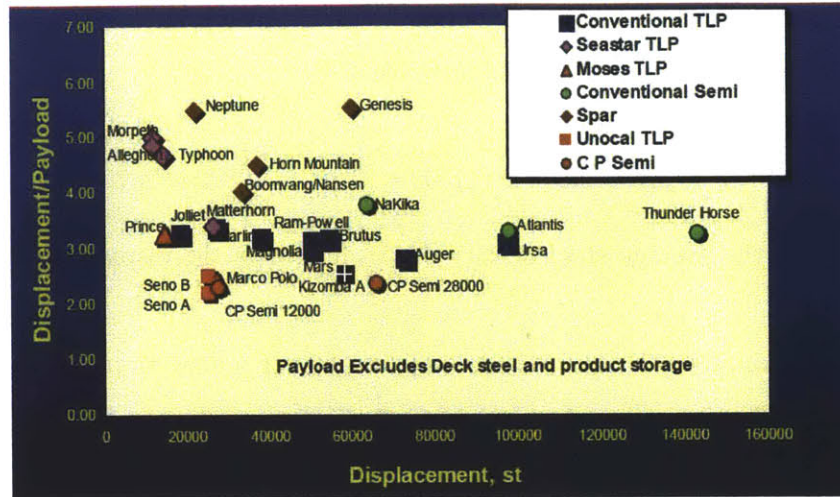 7.00
6.00
5.00
4.00
3.00
2.00
1.00
0.00
Displacement/Payload
Conventional TLP
Seastar TLP
Moses TLP
Conventional Semi
Spar
Unocal TLP
C P Semi
Neptune
Genesis
Morpeth
Allegheny
Typhoon
Horn Mountain
Boomvang/Nansen
NaKika
Matterhorn
Jolliet
Prince
Ram-Powell
Atlantis
Thunder Horse
Brutus
Magnolia
Auger
Ursa
Mars
Marco Polo
Seno B
Kizomba A
CP Semi 28000
Seno A
CP Semi 12000
Payload Excludes Deck steel and product storage
0
20000
40000
60000
80000
100000
120000
140000
160000
Displacement, st